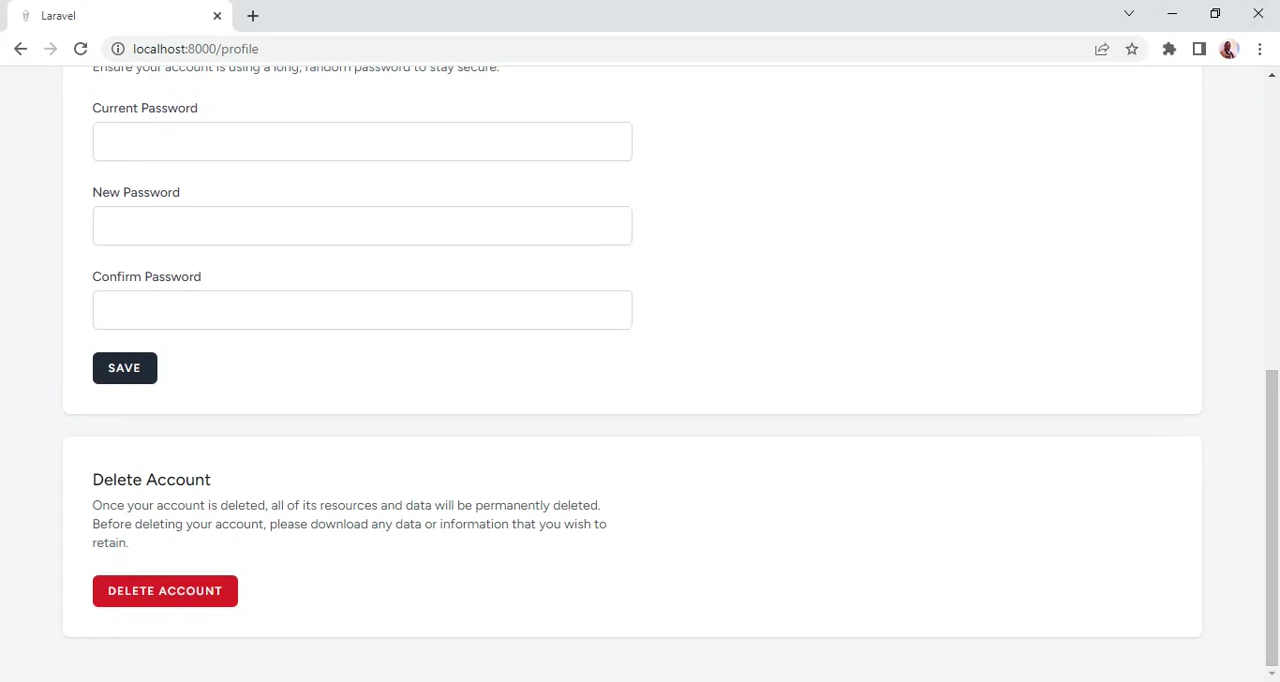 Laravel
localhost:8000/profile
Ensure your account is using a long, random password to stay secure.
Current Password
New Password
Confirm Password
SAVE
Delete Account
Once your account is deleted, all of its resources and data will be permanently deleted.
Before deleting your account, please download any data or information that you wish to
retain.
DELETE ACCOUNT